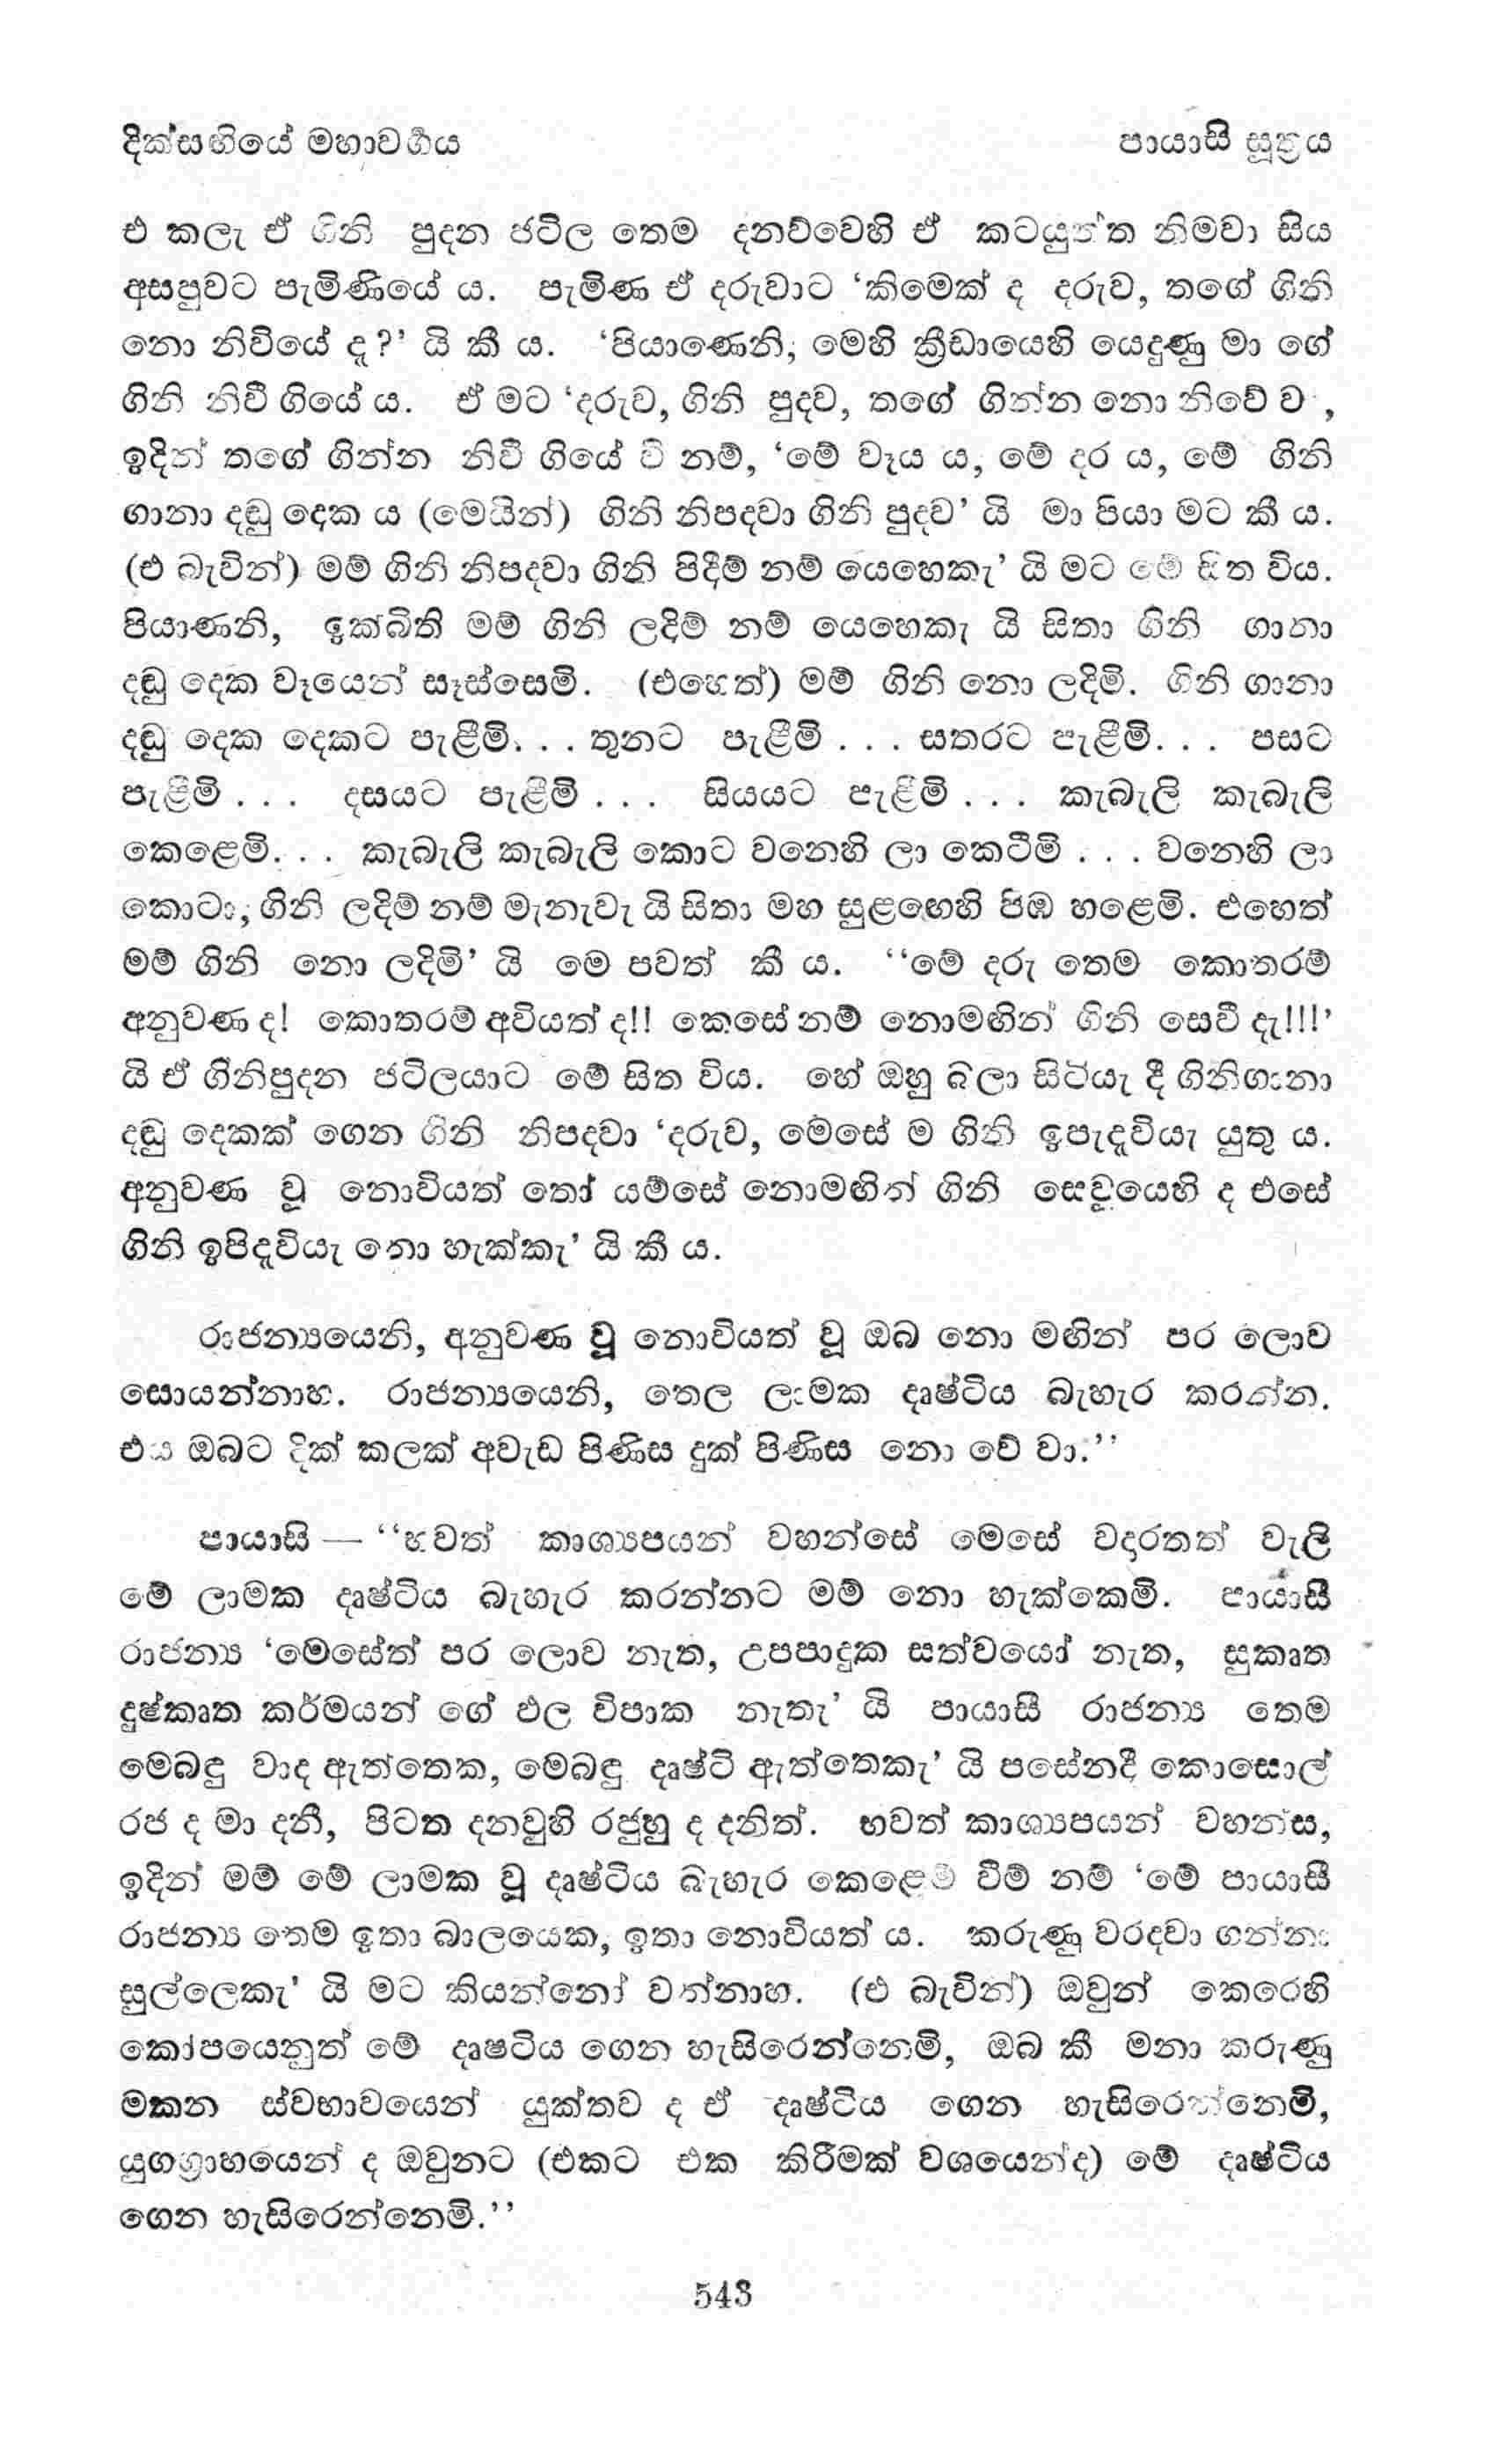 දික්සඟියේ මහාවර්‍ගය පායාසි සූත්‍රය
එ කලැ ඒ ගිනි පුදන ජටිල තෙම දනව්වෙහි ඒ කටයුත්ත නිමවා සිය
අසපුවට පැමිණියේ ය. පැමිණ ඒ දරුවාට ‘කිමෙක් ද දරුව, තගේ ගිනි
නො නිවියේ දැ?’ යි කී ය. ‘පියාණෙනි, මෙහි ක්‍රීඩායෙහි යෙදුණු මා ගේ
ගිනි නිවී ගියේ ය. ඒ මට ‘දරුව, ගිනි පුදව, තගේ ගින්න නො නිවේ ව,
ඉදින් තගේ ගින්න නිවී ගියේ වි නම්, ‘මේ වෑය ය, මේ දර ය, මේ ගිනි
ගානා දඬු දෙක ය (මෙයින්) ගිනි නිපදවා ගිනි පුදව’ යි මා පියා මට කී ය.
(එ බැවින්) මම් ගිනි නිපදවා ගිනි පිදීම් නම් යෙහෙකැ’ යි මට මේ සිත විය.
පියාණනි, ඉක්බිති මම් ගිනි ලදිම් නම් යෙහෙකැ යි සිතා ගිනි ගානා
දඬු දෙක වෑයෙන් සෑස්සෙමි. (එහෙත්) මම් ගිනි නො ලදිමි. ගිනි ගානා
දඬු දෙක දෙකට පැළීමි. . . තුනට පැළීමි . . . සතරට පැළීමි. . . පසට
පැළීමි . . . දසයට පැළීමි . . . සියයට පැළීමි . . . කැබැලි කැබැලි
කෙළෙමි. . . කැබැලි කැබැලි කොට වනෙහි ලා කෙටීමි . . . වනෙහි ලා
කොටා, ගිනි ලදිම් නම් මැනැවැ යි සිතා මහ සුළඟෙහි පිඹ හළෙමි. එහෙත්
මම් ගිනි නො ලදිමි’ යි මෙ පවත් කී ය. “මේ දරු තෙම කොතරම්
අනුවණ ද! කොතරම් අවියත් ද!! කෙසේ නම් නොමඟින් ගිනි සෙවී දැ!!!’
යි ඒ ගිනිපුදන ජටිලයාට මේ සිත විය. හේ ඔහු බලා සිටියැ දී ගිනිගානා
දඬු දෙකක් ගෙන ගිනි නිපදවා ‘දරුව, මෙසේ ම ගිනි ඉපැදැවියැ යුතු ය.
අනුවණ වූ නොවියත් තෝ යම්සේ නොමඟින් ගිනි සෙවූයෙහි ද එසේ
ගිනි ඉපිදැවියැ නො හැක්කැ’ යි කී ය.
රාජන්‍යයෙනි, අනුවණ වූ නොවියත් වූ ඔබ නො මඟින් පර ලොව
සොයන්නාහ. රාජන්‍යයෙනි, තෙල ලාමක දෘෂ්ටිය බැහැර කරන්න.
එය ඔබට දික් කලක් අවැඩ පිණිස දුක් පිණිස නො වේ වා.”
පායාසි — “භවත් කාශ්‍යපයන් වහන්සේ මෙසේ වදාරතත් වැලි
මේ ලාමක දෘෂ්ටිය බැහැර කරන්නට මම් නො හැක්කෙමි. පායාසී
රාජන්‍ය ‘මෙසේත් පර ලොව නැත, උපපාදුක සත්වයෝ නැත, සුකෘත
දුෂ්කෘත කර්මයන් ගේ ඵල විපාක නැතැ’ යි පායාසී රාජන්‍ය තෙම
මෙබඳු වාද ඇත්තෙක, මෙබඳු දෘෂ්ටි ඇත්තෙකැ’ යි පසේනදී කොසොල්
රජ ද මා දනී, පිටත දනවුහි රජුහු ද දනිත්. භවත් කාශ්‍යපයන් වහන්ස,
ඉදින් මම් මේ ලාමක වූ දෘෂ්ටිය බැහැර කෙළෙම් වීම් නම් ‘මේ පායාසී
රාජන්‍ය තෙම ඉතා බාලයෙක, ඉතා නොවියත් ය. කරුණු වරදවා ගන්නා
සුල්ලෙකැ’ යි මට කියන්නෝ වන්නාහ. (එ බැවින්) ඔවුන් කෙරෙහි
කෝපයෙනුත් මේ දෘෂටිය ගෙන හැසිරෙන්නෙමි, ඔබ කී මනා කරුණු
මකන ස්වභාවයෙන් යුක්තව ද ඒ දෘෂ්ටිය ගෙන හැසිරෙන්නෙමි,
යුගග්‍රාහයෙන් ද ඔවුනට (එකට එක කිරීමක් වශයෙන්ද) මේ දෘෂ්ටිය
ගෙන හැසිරෙන්නෙමි.”
543